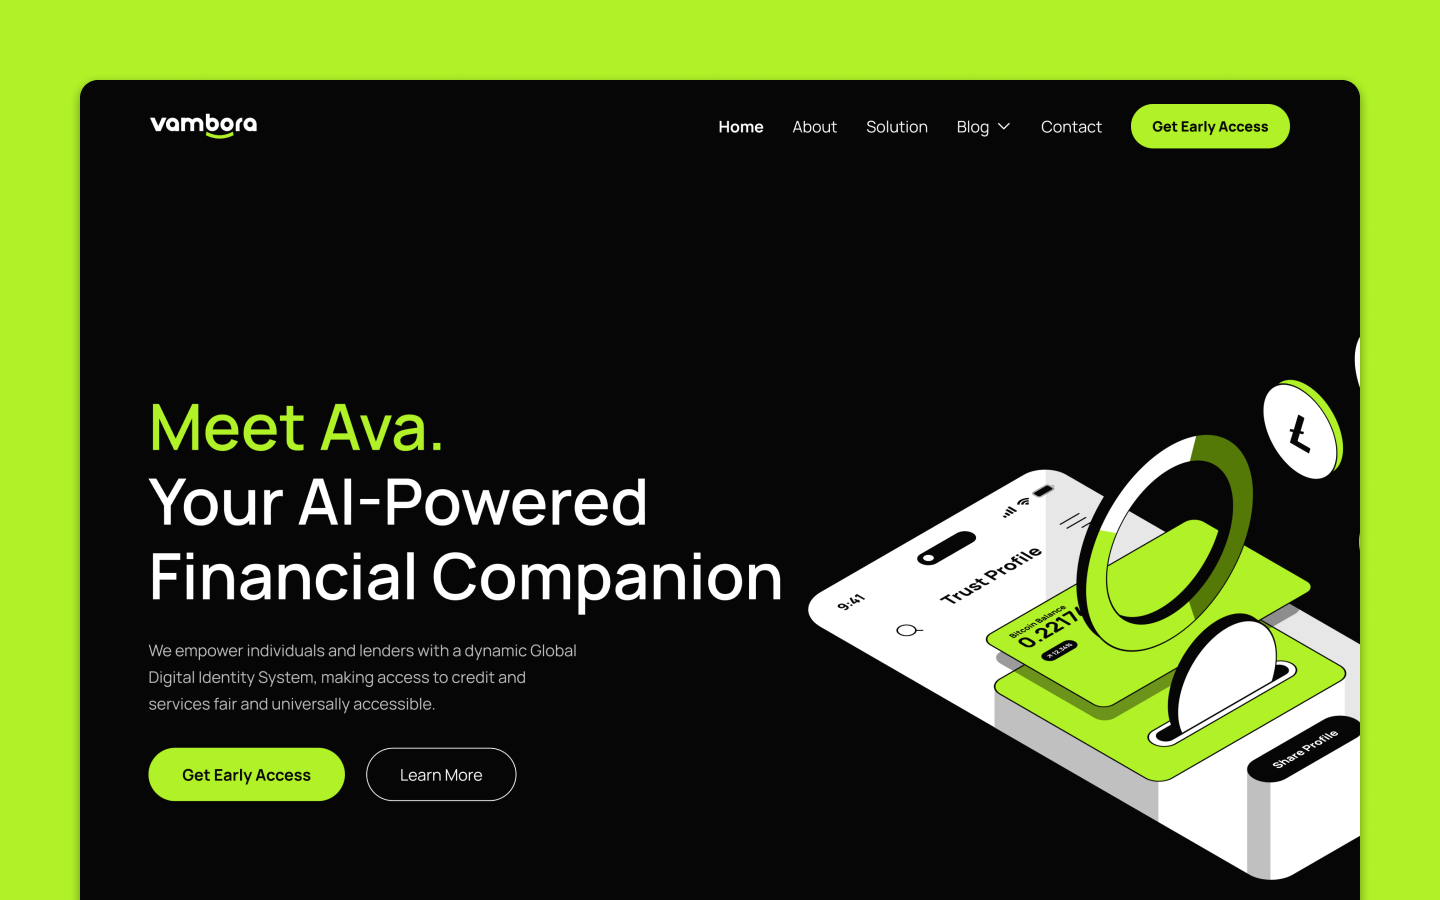 vambora
Home About Solution Blog Contact Get Early Access
Meet Ava.
Your AI-Powered
Financial Companion
We empower individuals and lenders with a dynamic Global
Digital Identity System, making access to credit and
services fair and universally accessible.
Get Early Access Learn More
9:41
Trust Profile
Bitcoin Balance
0.2217
12.34%
Share Profile